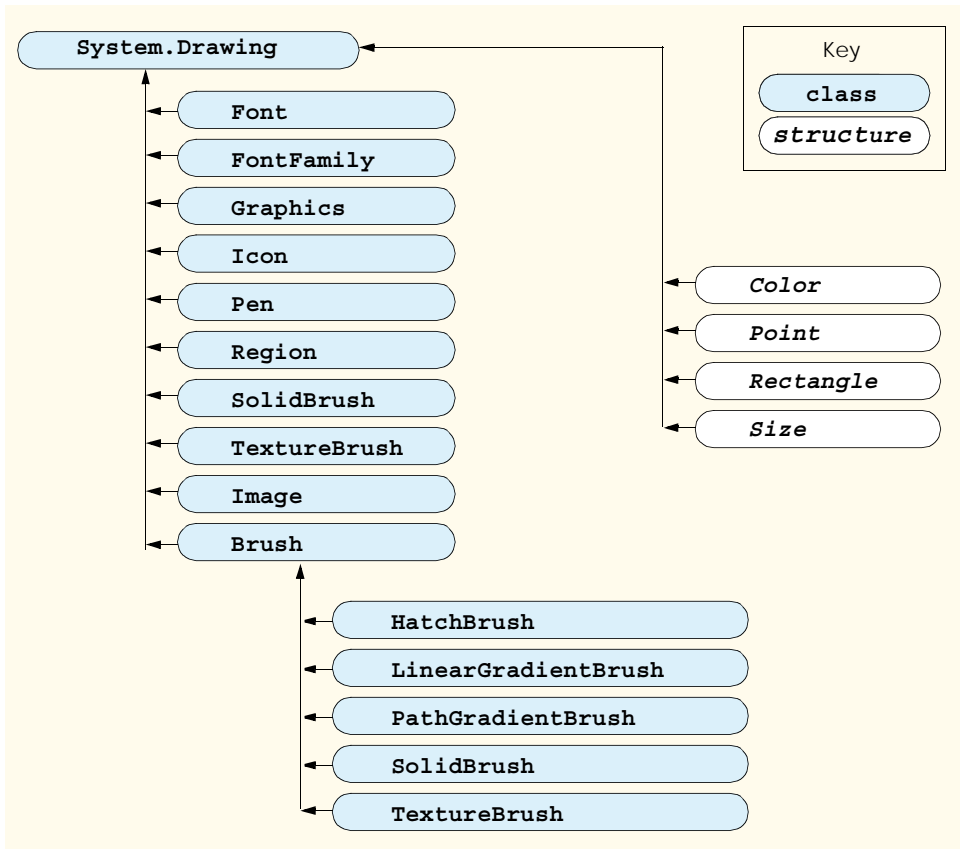 System.Drawing
Key
class
structure
Font
FontFamily
Graphics
Icon
Pen
Region
SolidBrush
TextureBrush
Image
Brush
Color
Point
Rectangle
Size
HatchBrush
LinearGradientBrush
PathGradientBrush
SolidBrush
TextureBrush